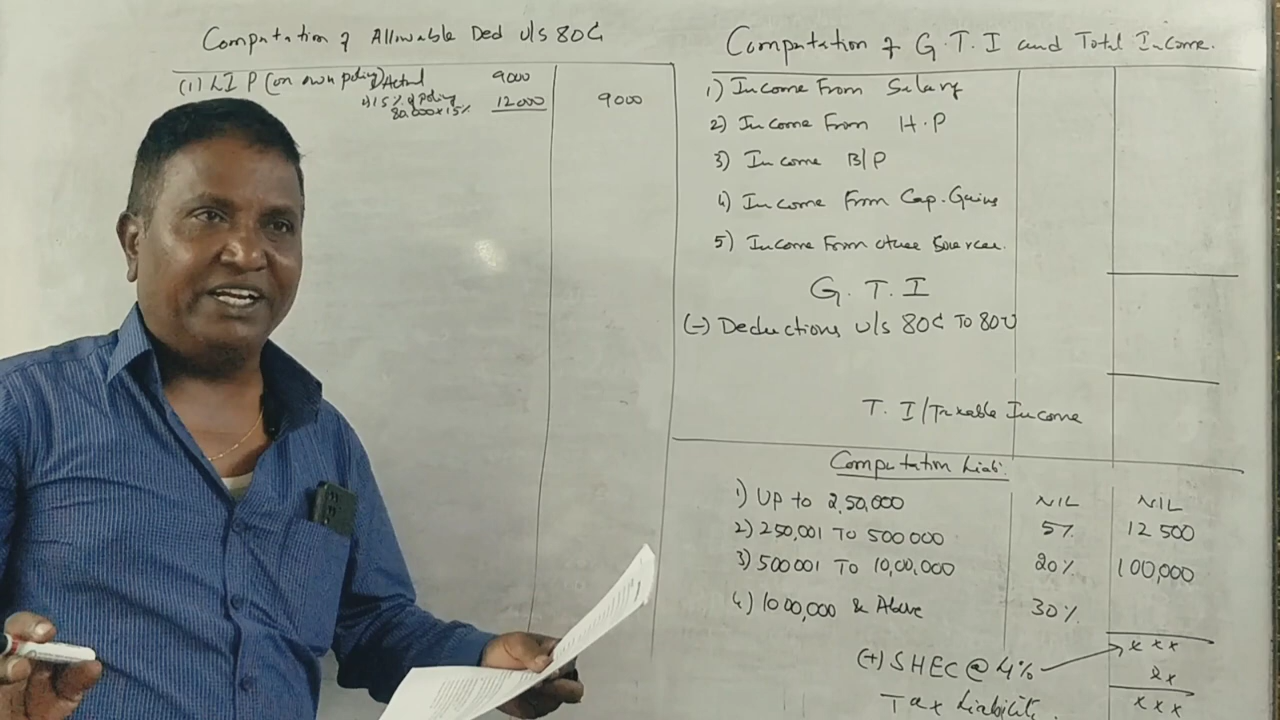 Computation of Allowable Ded u/s 80C
(1) L I P (on own policy) 1) Actual 9000
2) 15% of policy 12000 9000
80,000 x 15%
Computation of G.T.I and Total Income.
1) Income From Salary
2) Income From H.P
3) Income B/P
4) Income From Cap. Gains
5) Income From other Sources.
G.T.I
(-) Deductions u/s 80C To 80U
T. I/Taxable Income
Computation Liabi.
1) Up to 2,50,000 NIL NIL
2) 250,001 To 500000 5% 12500
3) 500001 To 10,00,000 20% 100,000
4) 1000,000 & Above 30%
x x x
(+) SHEC @ 4% xx
Tax Liability. x x x